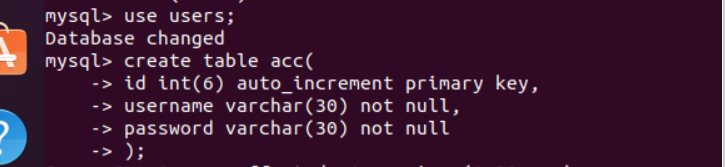 mysql> use users;
Database changed
mysql> create table acc(
    -> id int(6) auto_increment primary key,
    -> username varchar(30) not null,
    -> password varchar(30) not null
    -> );